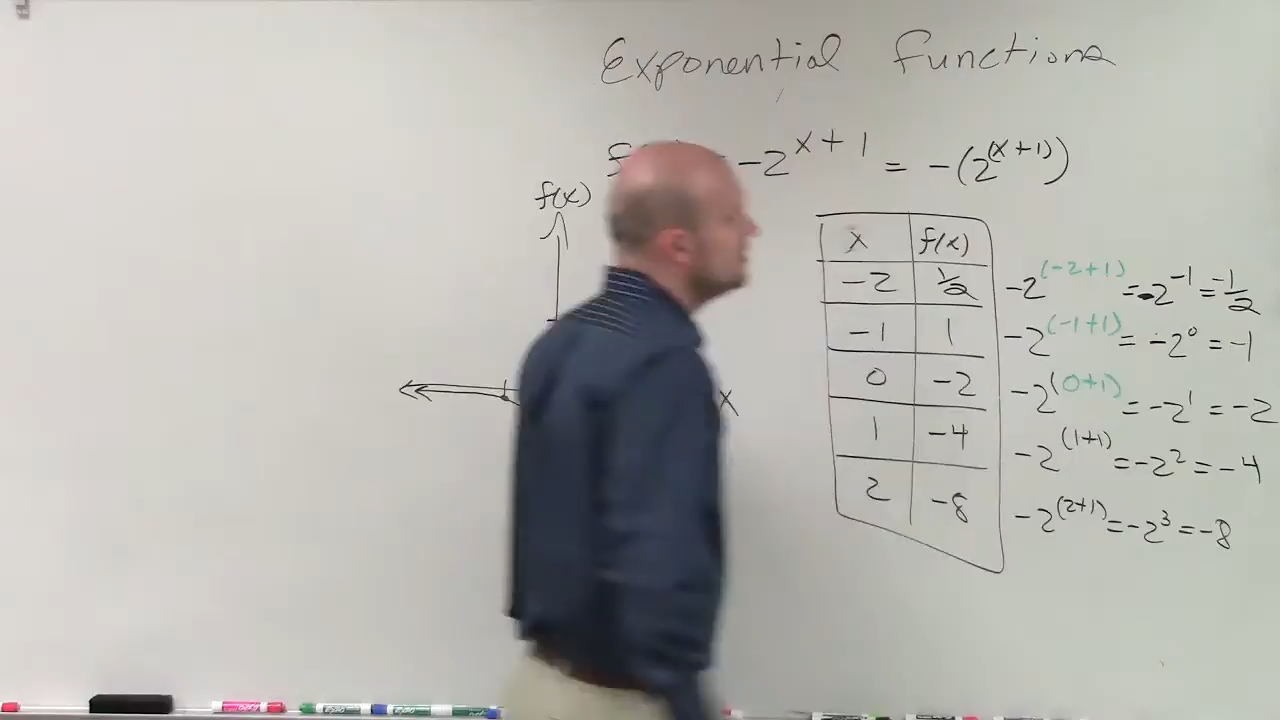 Exponential Functions
f -2^{x+1} = -(2^{(x+1)})
f(x)
x
x f(x)
-2 1/2 -2^{(-2+1)} = -2^{-1} = -1/2
-1 1 -2^{(-1+1)} = -2^0 = -1
0 -2 -2^{(0+1)} = -2^1 = -2
1 -4 -2^{(1+1)} = -2^2 = -4
2 -8 -2^{(2+1)} = -2^3 = -8